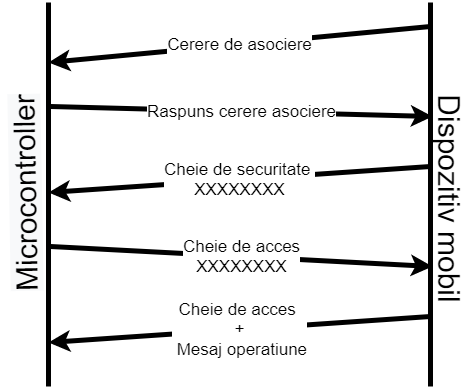 Cerere de asociere
Raspuns cerere asociere
Cheie de securitate
XXXXXXXX
Cheie de acces
XXXXXXXX
Cheie de acces
+
Mesaj operatiune
Microcontroller
Dispozitiv mobil